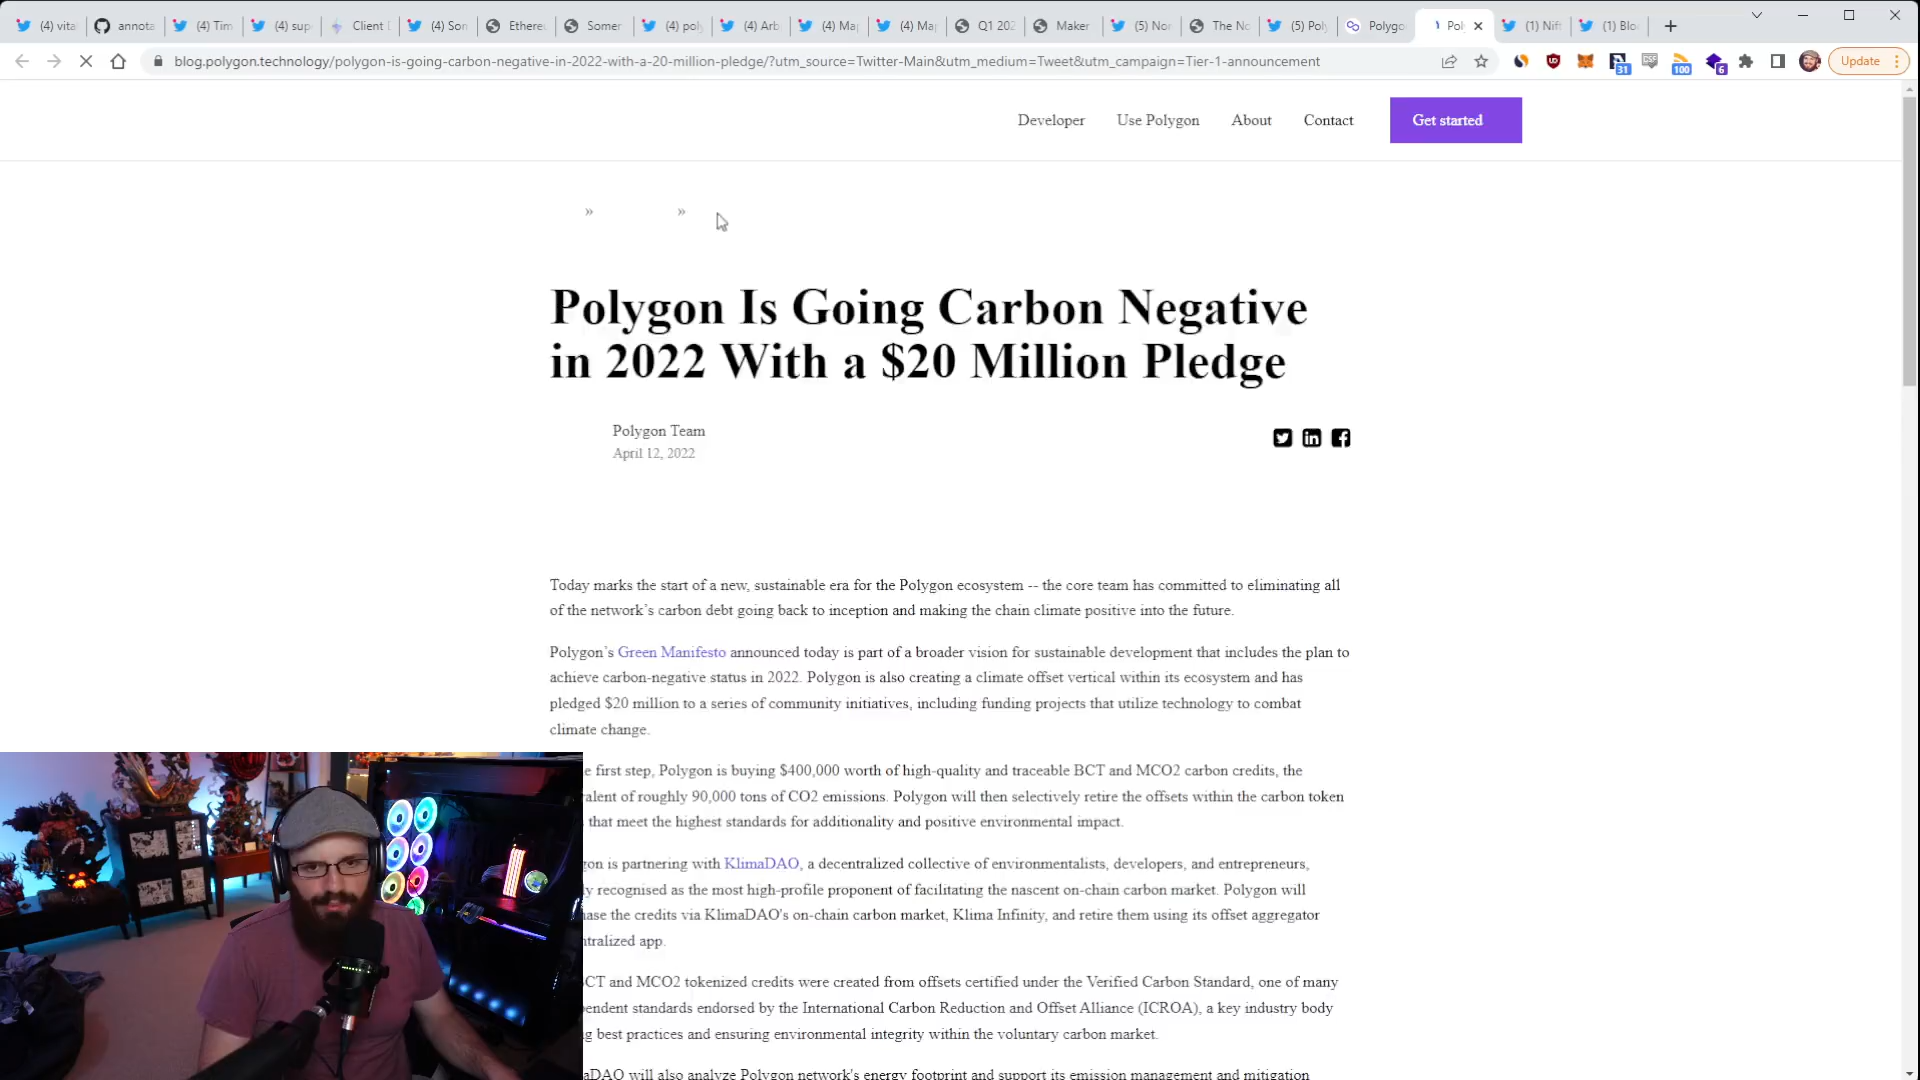 (4) vita
annota
(4) Tim
(4) sup
Client
(4) Son
Ethere
Somer
(4) pol
(4) Arb
(4) Ma
(4) Ma
Q1 202
Maker
(5) Nor
The No
(5) Pol
Polygo
Pol
(1) Nif
(1) Blo
blog.polygon.technology/polygon-is-going-carbon-negative-in-2022-with-a-20-million-pledge/?utm_source=Twitter-Main&utm_medium=Tweet&utm_campaign=Tier-1-announcement
31
100
6
Update
Developer
Use Polygon
About
Contact
Get started
» »
Polygon Is Going Carbon Negative
in 2022 With a $20 Million Pledge
Polygon Team
April 12, 2022
Today marks the start of a new, sustainable era for the Polygon ecosystem -- the core team has committed to eliminating all
of the network's carbon debt going back to inception and making the chain climate positive into the future.
Polygon's Green Manifesto announced today is part of a broader vision for sustainable development that includes the plan to
achieve carbon-negative status in 2022. Polygon is also creating a climate offset vertical within its ecosystem and has
pledged $20 million to a series of community initiatives, including funding projects that utilize technology to combat
climate change.
first step, Polygon is buying $400,000 worth of high-quality and traceable BCT and MCO2 carbon credits, the
alent of roughly 90,000 tons of CO2 emissions. Polygon will then selectively retire the offsets within the carbon token
that meet the highest standards for additionality and positive environmental impact.
gon is partnering with KlimaDAO, a decentralized collective of environmentalists, developers, and entrepreneurs,
y recognised as the most high-profile proponent of facilitating the nascent on-chain carbon market. Polygon will
ase the credits via KlimaDAO's on-chain carbon market, Klima Infinity, and retire them using its offset aggregator
ntralized app.
CT and MCO2 tokenized credits were created from offsets certified under the Verified Carbon Standard, one of many
endent standards endorsed by the International Carbon Reduction and Offset Alliance (ICROA), a key industry body
g best practices and ensuring environmental integrity within the voluntary carbon market.
aDAO will also analyze Polygon network's energy footprint and support its emission management and mitigation